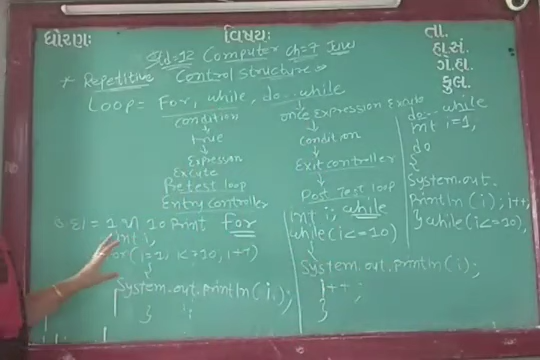 ધોરણઃ વિષયઃ તા.
હા.સં.
ગે.હા
કુલ.
Std=12 Computer ch=7 Java
* Repetitive Control structure
Loop = For, while, do..while
Condition
↓
true
↓
Expression
Excute
Pretest loop
Entry controller
once Expression Excute
↓
Condition
↓
Exit controller
↓
Post Test loop
ઉ.દા = 1 થી 10 Print For
int i,
for(i=1, i<=10, i++)
{
System.out.println(i);
}
int i; while
while(i<=10)
{
System.out.println(i);
i++;
}
do..while
int i=1,
do
{
System.out.
Println(i); i++,
} while(i<=10),